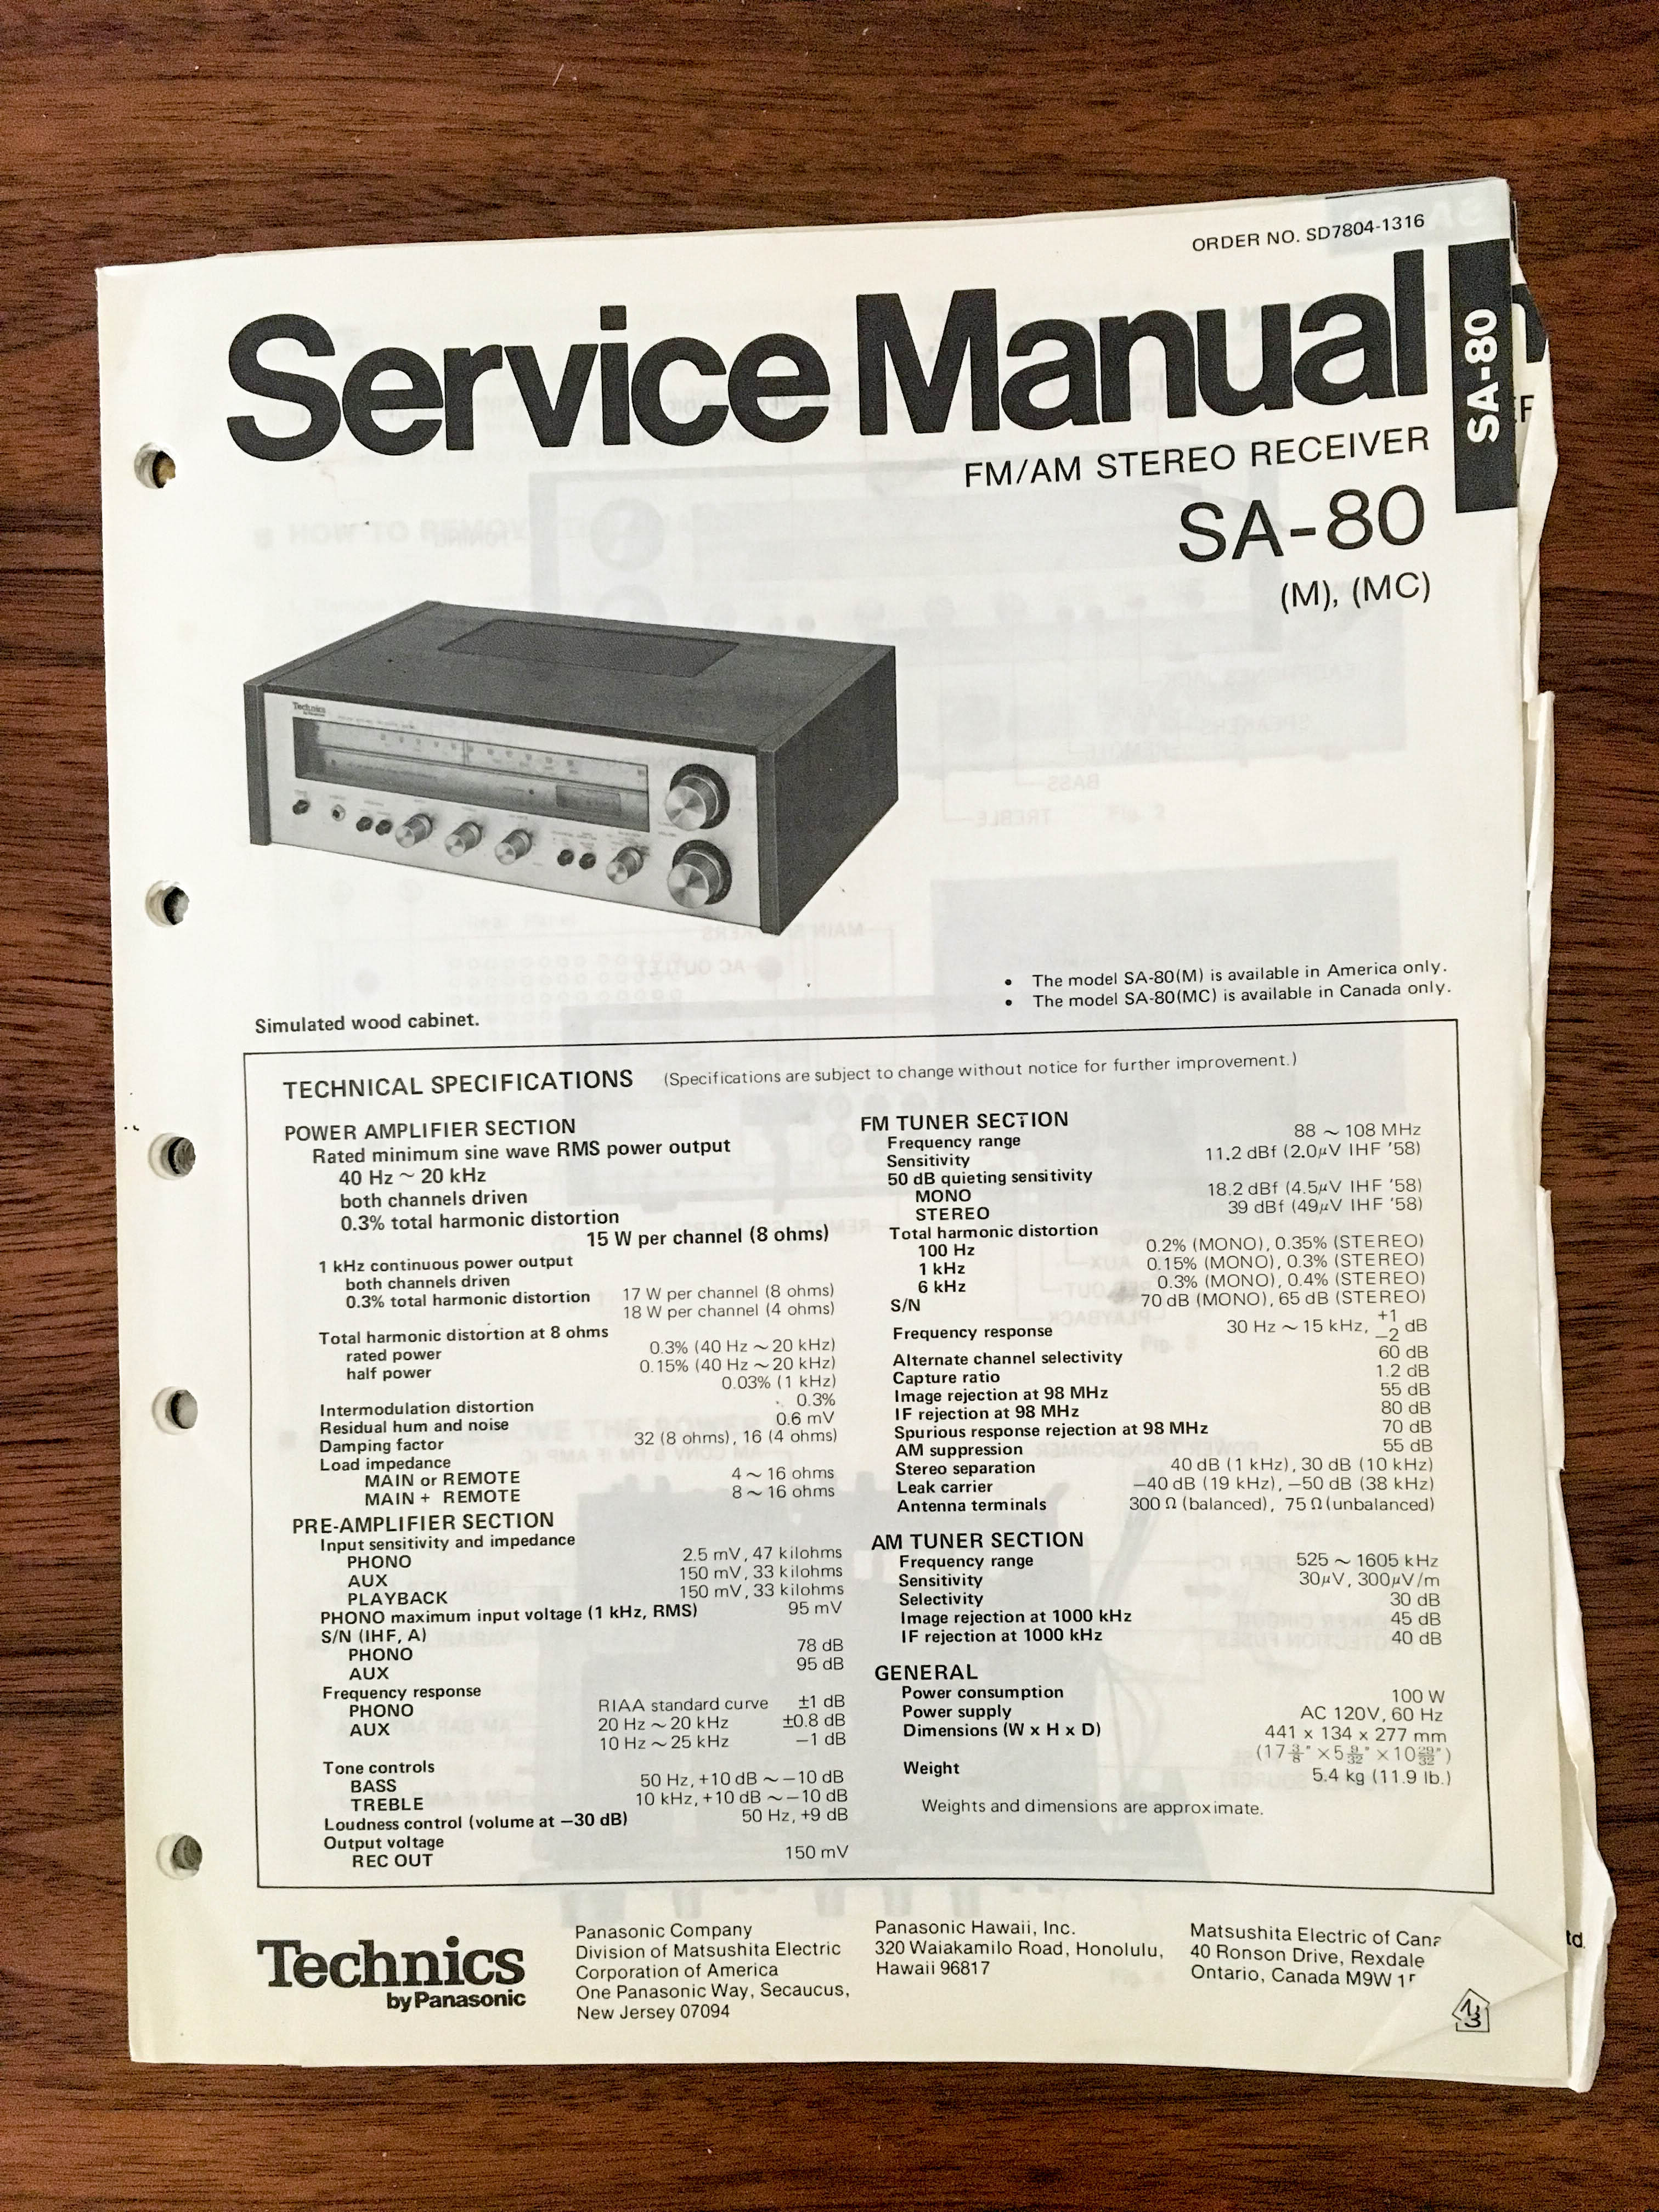 ORDER NO. SD7804-1316
Service Manual
SA-80
FM/AM STEREO RECEIVER
SA-80
(M), (MC)
Technics
• The model SA-80(M) is available in America only.
• The model SA-80(MC) is available in Canada only.
Simulated wood cabinet.
TECHNICAL SPECIFICATIONS (Specifications are subject to change without notice for further improvement.)
POWER AMPLIFIER SECTION
Rated minimum sine wave RMS power output
40 Hz ~ 20 kHz
both channels driven
0.3% total harmonic distortion
15 W per channel (8 ohms)
1 kHz continuous power output
both channels driven
0.3% total harmonic distortion 17 W per channel (8 ohms)
18 W per channel (4 ohms)
Total harmonic distortion at 8 ohms
rated power 0.3% (40 Hz ~ 20 kHz)
half power 0.15% (40 Hz ~ 20 kHz)
0.03% (1 kHz)
Intermodulation distortion 0.3%
Residual hum and noise 0.6 mV
Damping factor 32 (8 ohms), 16 (4 ohms)
Load impedance
MAIN or REMOTE 4 ~ 16 ohms
MAIN + REMOTE 8 ~ 16 ohms
PRE-AMPLIFIER SECTION
Input sensitivity and impedance
PHONO 2.5 mV, 47 kilohms
AUX 150 mV, 33 kilohms
PLAYBACK 150 mV, 33 kilohms
PHONO maximum input voltage (1 kHz, RMS) 95 mV
S/N (IHF, A)
PHONO 78 dB
AUX 95 dB
Frequency response
PHONO RIAA standard curve ±1 dB
AUX 20 Hz ~ 20 kHz ±0.8 dB
10 Hz ~ 25 kHz −1 dB
Tone controls
BASS 50 Hz, +10 dB ~ −10 dB
TREBLE 10 kHz, +10 dB ~ −10 dB
Loudness control (volume at −30 dB) 50 Hz, +9 dB
Output voltage
REC OUT 150 mV
FM TUNER SECTION
Frequency range 88 ~ 108 MHz
Sensitivity 11.2 dBf (2.0µV IHF '58)
50 dB quieting sensitivity
MONO 18.2 dBf (4.5µV IHF '58)
STEREO 39 dBf (49µV IHF '58)
Total harmonic distortion
100 Hz 0.2% (MONO), 0.35% (STEREO)
1 kHz 0.15% (MONO), 0.3% (STEREO)
6 kHz 0.3% (MONO), 0.4% (STEREO)
S/N 70 dB (MONO), 65 dB (STEREO)
Frequency response 30 Hz ~ 15 kHz, +1 −2 dB
Alternate channel selectivity 60 dB
Capture ratio 1.2 dB
Image rejection at 98 MHz 55 dB
IF rejection at 98 MHz 80 dB
Spurious response rejection at 98 MHz 70 dB
AM suppression 55 dB
Stereo separation 40 dB (1 kHz), 30 dB (10 kHz)
Leak carrier −40 dB (19 kHz), −50 dB (38 kHz)
Antenna terminals 300 Ω (balanced), 75 Ω (unbalanced)
AM TUNER SECTION
Frequency range 525 ~ 1605 kHz
Sensitivity 30µV, 300µV/m
Selectivity 30 dB
Image rejection at 1000 kHz 45 dB
IF rejection at 1000 kHz 40 dB
GENERAL
Power consumption 100 W
Power supply AC 120V, 60 Hz
Dimensions (W x H x D) 441 x 134 x 277 mm
(17 3/8" × 5 9/32" × 10 29/32")
Weight 5.4 kg (11.9 lb.)
Weights and dimensions are approximate.
Technics
by Panasonic
Panasonic Company
Division of Matsushita Electric
Corporation of America
One Panasonic Way, Secaucus,
New Jersey 07094
Panasonic Hawaii, Inc.
320 Waiakamilo Road, Honolulu,
Hawaii 96817
Matsushita Electric of
40 Ronson Drive, Rexdale
Ontario, Canada M9W
td.